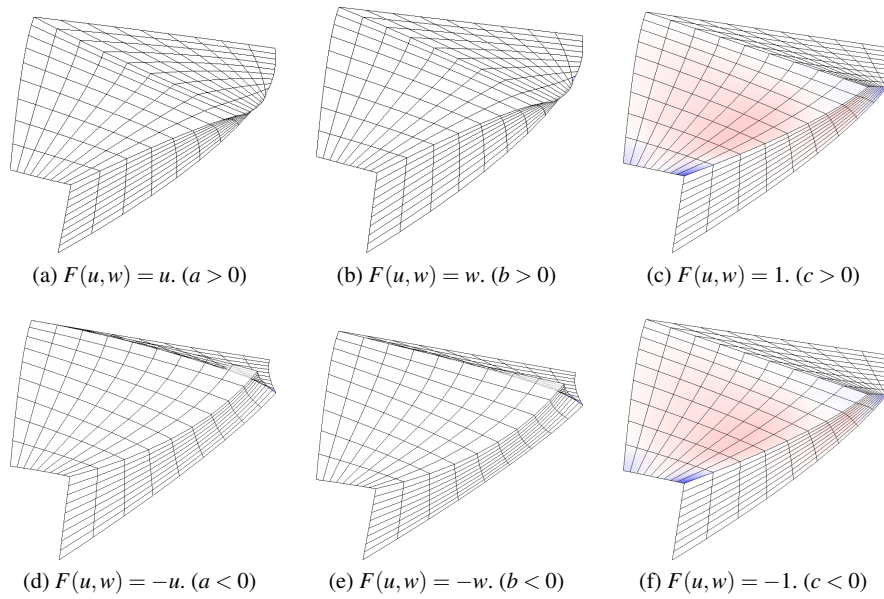 (a) F(u,w) = u. (a > 0)
(b) F(u,w) = w. (b > 0)
(c) F(u,w) = 1. (c > 0)
(d) F(u,w) = −u. (a < 0)
(e) F(u,w) = −w. (b < 0)
(f) F(u,w) = −1. (c < 0)